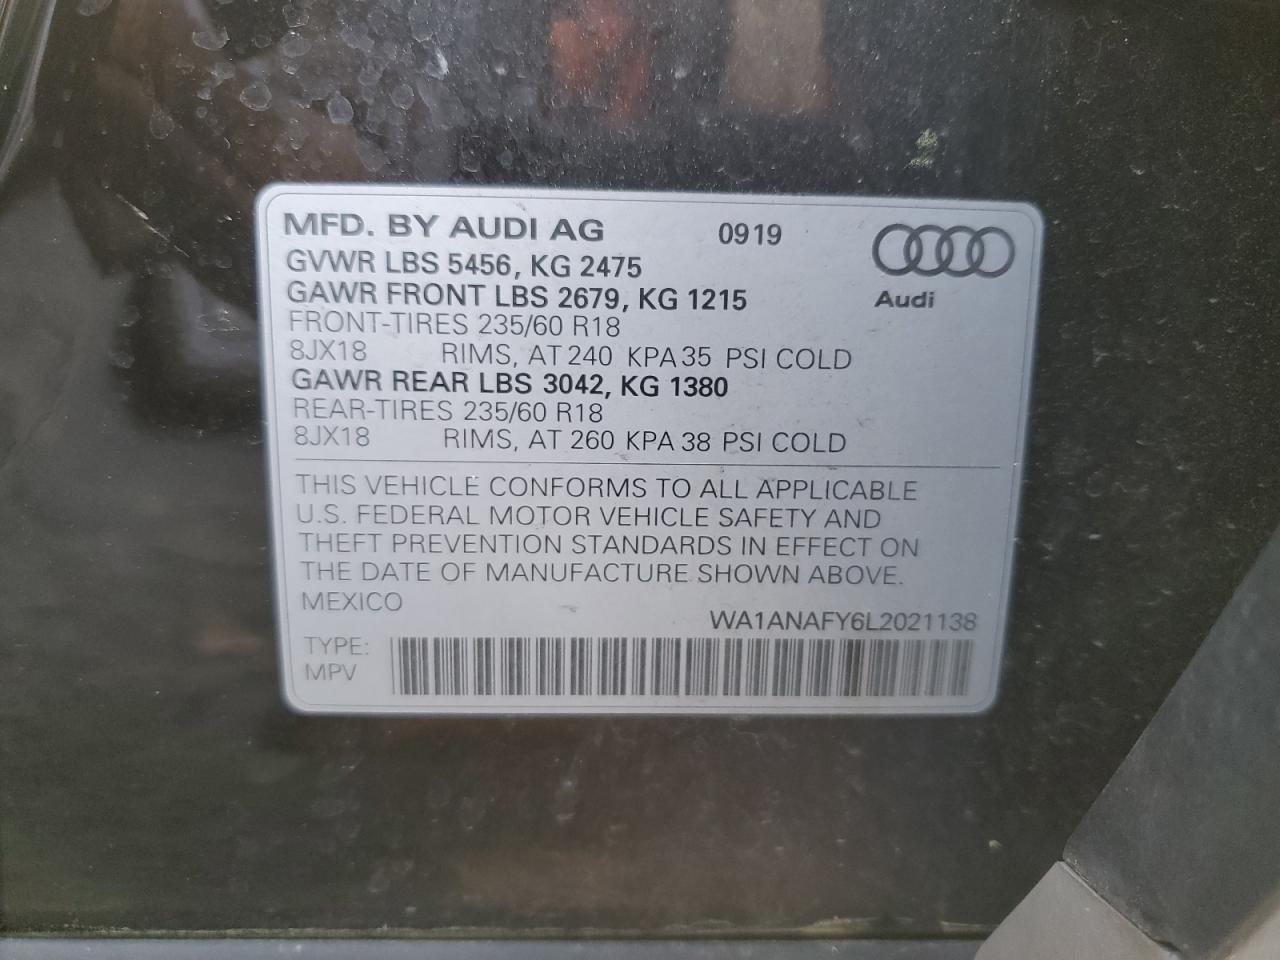 MFD. BY AUDI AG 0919
GVWR LBS 5456, KG 2475
GAWR FRONT LBS 2679, KG 1215
Audi
FRONT-TIRES 235/60 R18
8JX18 RIMS, AT 240 KPA 35 PSI COLD
GAWR REAR LBS 3042, KG 1380
REAR-TIRES 235/60 R18
8JX18 RIMS, AT 260 KPA 38 PSI COLD
THIS VEHICLE CONFORMS TO ALL APPLICABLE
U.S. FEDERAL MOTOR VEHICLE SAFETY AND
THEFT PREVENTION STANDARDS IN EFFECT ON
THE DATE OF MANUFACTURE SHOWN ABOVE.
MEXICO
WA1ANAFY6L2021138
TYPE:
MPV